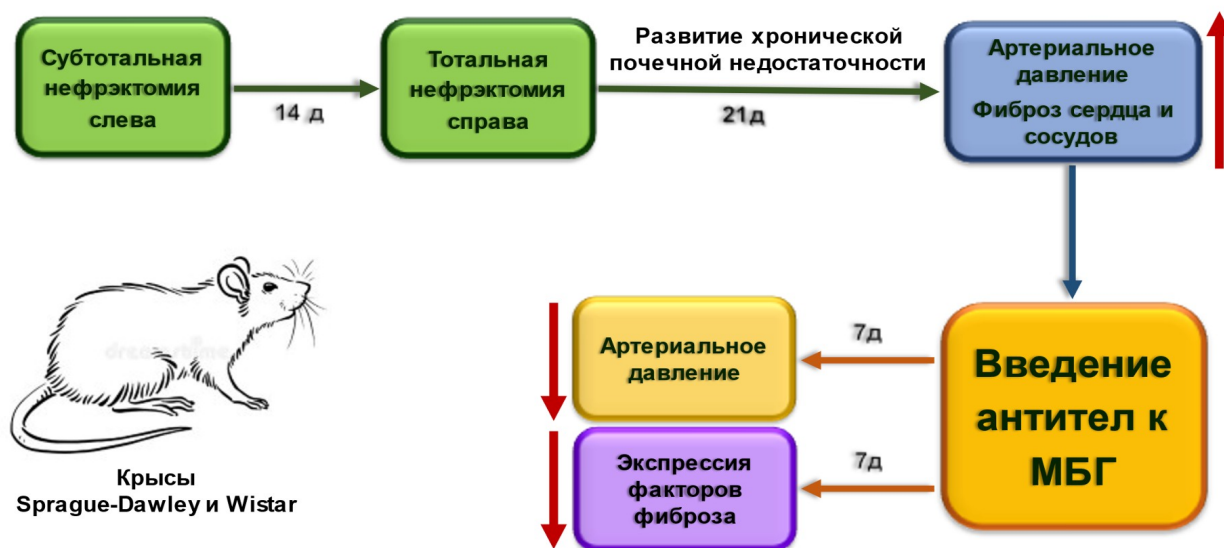 Субтотальная
нефрэктомия
слева
14 д
Тотальная
нефрэктомия
справа
Развитие хронической
почечной недостаточности
21д
Артериальное
давление
Фиброз сердца и
сосудов
Введение
антител к
МБГ
7д
Артериальное
давление
7д
Экспрессия
факторов
фиброза
dreamstime
Крысы
Sprague-Dawley и Wistar